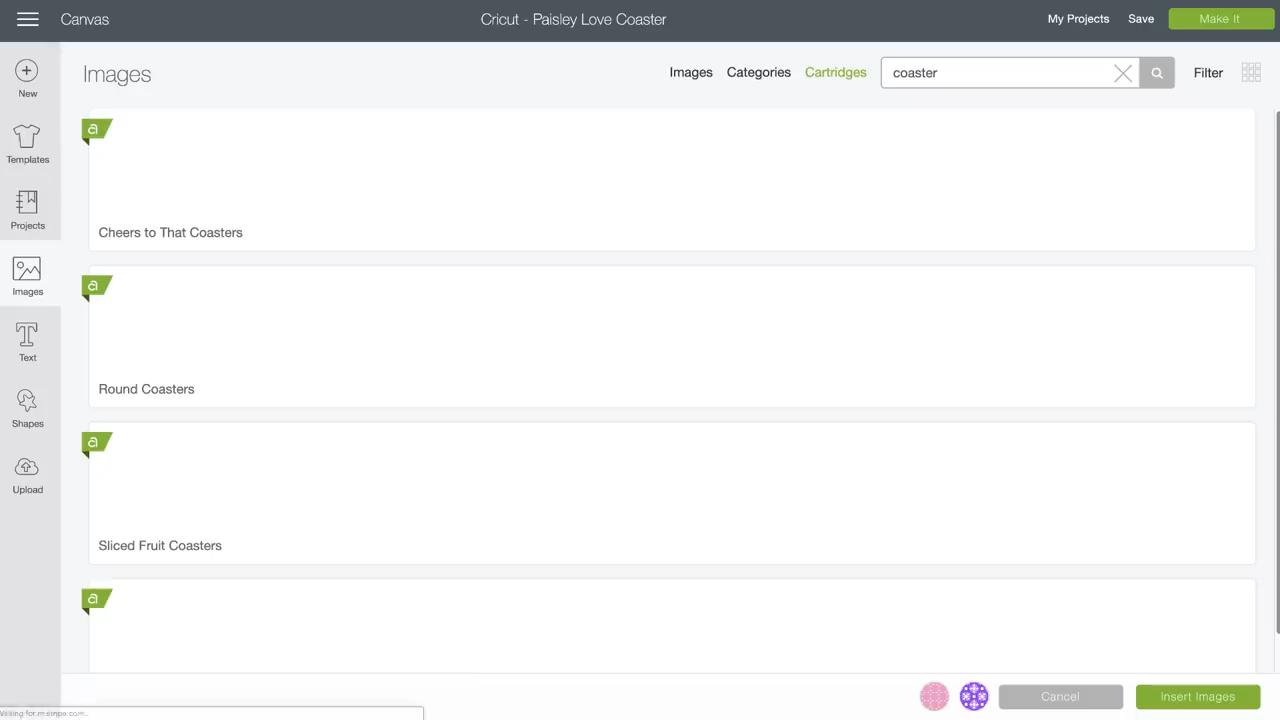 Canvas
Cricut - Paisley Love Coaster
My Projects
Save
Make It
New
Templates
Projects
Images
Text
Shapes
Upload
Images
Images
Categories
Cartridges
coaster
Filter
a
Cheers to That Coasters
a
Round Coasters
a
Sliced Fruit Coasters
a
Cancel
Insert Images